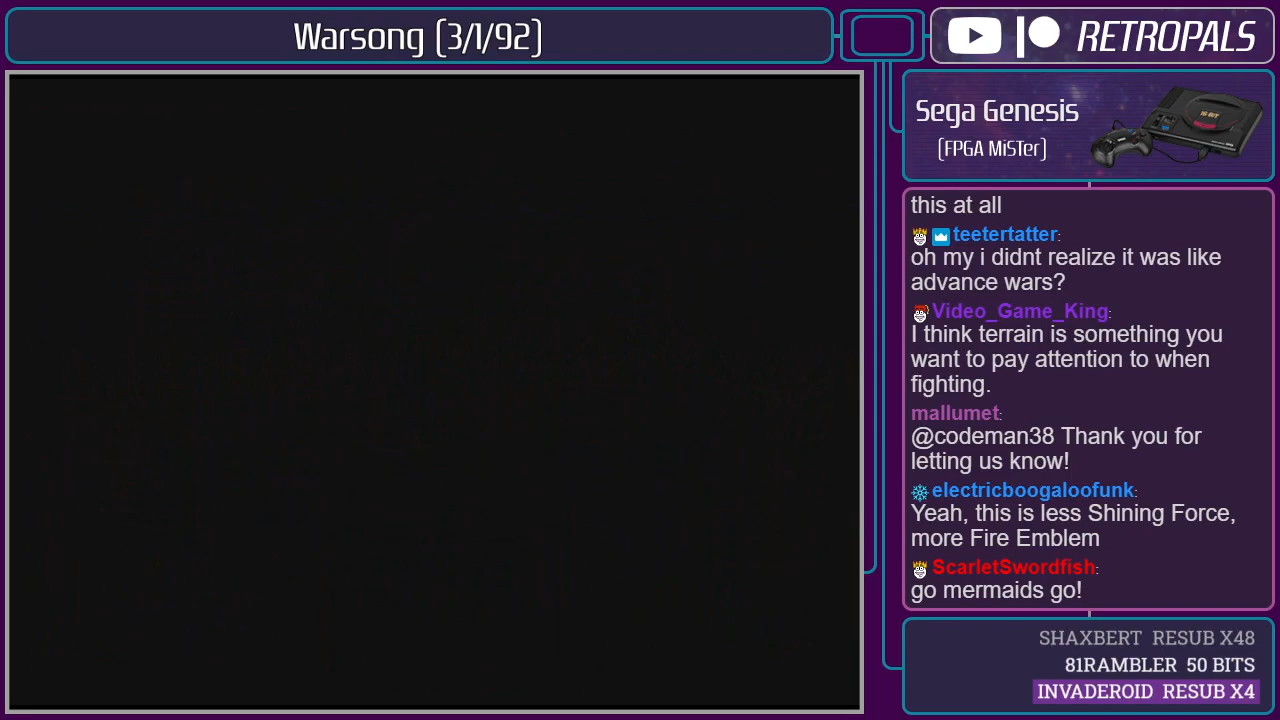 Warsong (3/1/92)
RETROPALS
Sega Genesis
(FPGA MiSTer)
16-BIT
this at all
teetertatter:
oh my i didnt realize it was like
advance wars?
Video_Game_King:
I think terrain is something you
want to pay attention to when
fighting.
mallumet:
@codeman38 Thank you for
letting us know!
electricboogaloofunk:
Yeah, this is less Shining Force,
more Fire Emblem
ScarletSwordfish:
go mermaids go!
SHAXBERT RESUB X48
81RAMBLER 50 BITS
INVADEROID RESUB X4